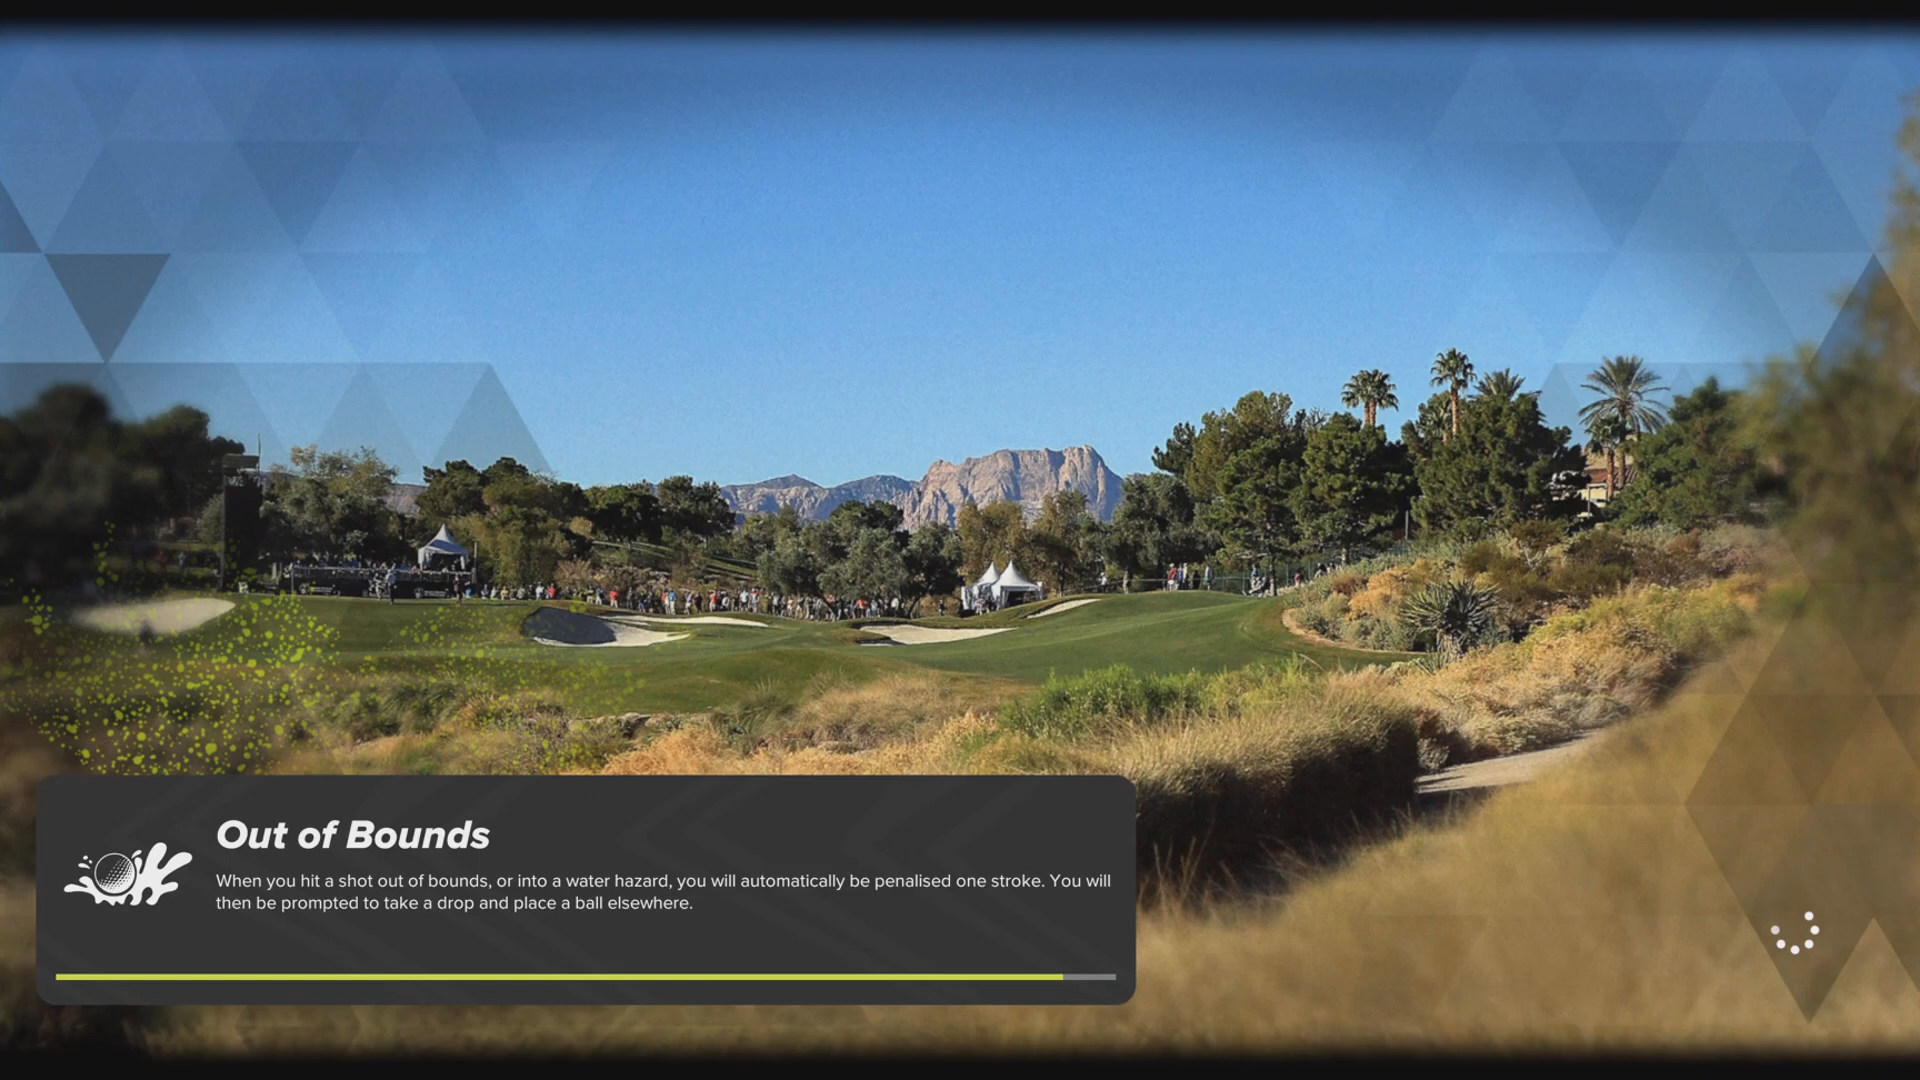 Out of Bounds
When you hit a shot out of bounds, or into a water hazard, you will automatically be penalised one stroke. You will
then be prompted to take a drop and place a ball elsewhere.